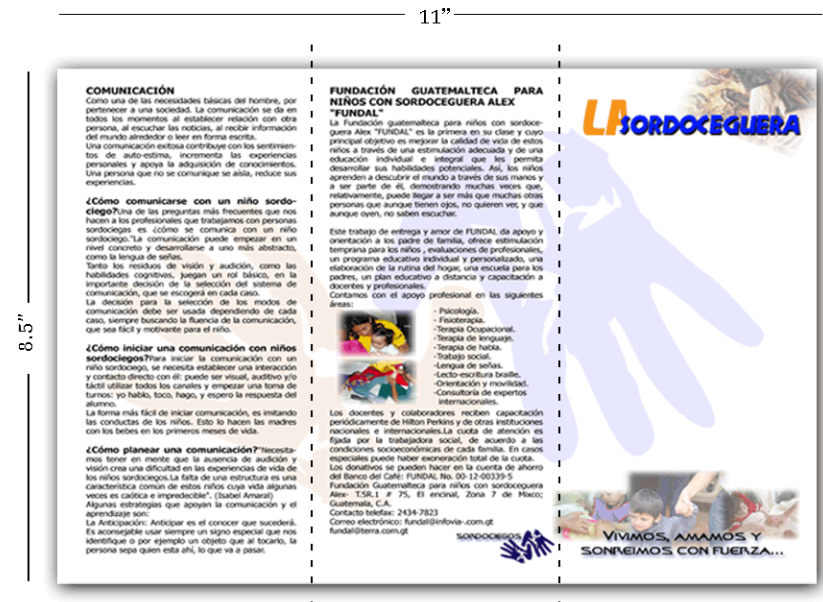 11”
8.5”
COMUNICACIÓN
Como una de las necesidades básicas del hombre, por
pertenecer a una sociedad. La comunicación se da en
todos los momentos al establecer relación con otra
persona, al escuchar las noticias, al recibir información
del mundo alrededor o leer en forma escrita.
Una comunicación exitosa contribuye con los sentimien-
tos de auto-estima, incrementa las experiencias
personales y apoya la adquisición de conocimientos.
Una persona que no se comunique se aísla, reduce sus
experiencias.
¿Cómo comunicarse con un niño sordo-
ciego?Una de las preguntas más frecuentes que nos
hacen a los profesionales que trabajamos con personas
sordociegas es ¿cómo se comunica con un niño
sordociego."La comunicación puede empezar en un
nivel concreto y desarrollarse a uno más abstracto,
como la lengua de señas.
Tanto los residuos de visión y audición, como las
habilidades cognitivas, juegan un rol básico, en la
importante decisión de la selección del sistema de
comunicación, que se escogerá en cada caso.
La decisión para la selección de los modos de
comunicación debe ser usada dependiendo de cada
caso, siempre buscando la fluencia de la comunicación,
que sea fácil y motivante para el niño.
¿Cómo iniciar una comunicación con niños
sordociegos?Para iniciar la comunicación con un
niño sordociego, se necesita establecer una interacción
y contacto directo con él: puede ser visual, auditivo y/o
táctil utilizar todos los canales y empezar una toma de
turnos: yo hablo, toco, hago, y espero la respuesta del
alumno.
La forma más fácil de iniciar comunicación, es imitando
las conductas de los niños. Esto lo hacen las madres
con los bebes en los primeros meses de vida.
¿Cómo planear una comunicación?"Necesita-
mos tener en mente que la ausencia de audición y
visión crea una dificultad en las experiencias de vida de
los niños sordociegos.La falta de una estructura es una
característica común de estos niños cuya vida algunas
veces es caótica e impredecible". (Isabel Amaral)
Algunas estrategias que apoyan la comunicación y el
aprendizaje son:
La Anticipación: Anticipar es el conocer que sucederá.
Es aconsejable usar siempre un signo especial que nos
identifique o por ejemplo un objeto que al tocarlo, la
persona sepa quien esta ahí, lo que va a pasar.
FUNDACIÓN GUATEMALTECA PARA
NIÑOS CON SORDOCEGUERA ALEX
"FUNDAL"
La Fundación guatemalteca para niños con sordoce-
guera Alex "FUNDAL" es la primera en su clase y cuyo
principal objetivo es mejorar la calidad de vida de estos
niños a través de una estimulación adecuada y de una
educación individual e integral que les permita
desarrollar sus habilidades potenciales. Así, los niños
aprenden a descubrir el mundo a través de sus manos y
a ser parte de él, demostrando muchas veces que,
relativamente, puede llegar a ser más que muchas otras
personas que aunque tienen ojos, no quieren ver, y que
aunque oyen, no saben escuchar.
Este trabajo de entrega y amor de FUNDAL da apoyo y
orientación a los padre de familia, ofrece estimulación
temprana para los niños , evaluaciones de profesionales,
un programa educativo individual y personalizado, una
elaboración de la rutina del hogar, una escuela para los
padres, un plan educativo a distancia y capacitación a
docentes y profesionales.
Contamos con el apoyo profesional en las siguientes
áreas:
- Psicología.
- Fisioterapia.
-Terapia Ocupacional.
-Terapia de lenguaje.
-Terapia de habla.
-Trabajo social.
-Lengua de señas.
-Lecto-escritura braille.
-Orientación y movilidad.
-Consultoría de expertos
internacionales.
Los docentes y colaboradores reciben capacitación
periódicamente de Hilton Perkins y de otras instituciones
nacionales e internacionales.La cuota de atención es
fijada por la trabajadora social, de acuerdo a las
condiciones socioeconómicas de cada familia. En casos
especiales puede haber exoneración total de la cuota.
Los donativos se pueden hacer en la cuenta de ahorro
del Banco del Café: FUNDAL No. 00-12-00339-5
Fundación Guatemalteca para niños con sordoceguera
Alex- T.SR.1 # 75, El encinal, Zona 7 de Mixco;
Guatemala, C.A.
Contacto telefax: 2434-7823
Correo electrónico: fundal@infovia-.com.gt
fundal@terra.com.gt
SORDOCIEGOS
LA SORDOCEGUERA
VIVIMOS, AMAMOS Y
SONREIMOS CON FUERZA...